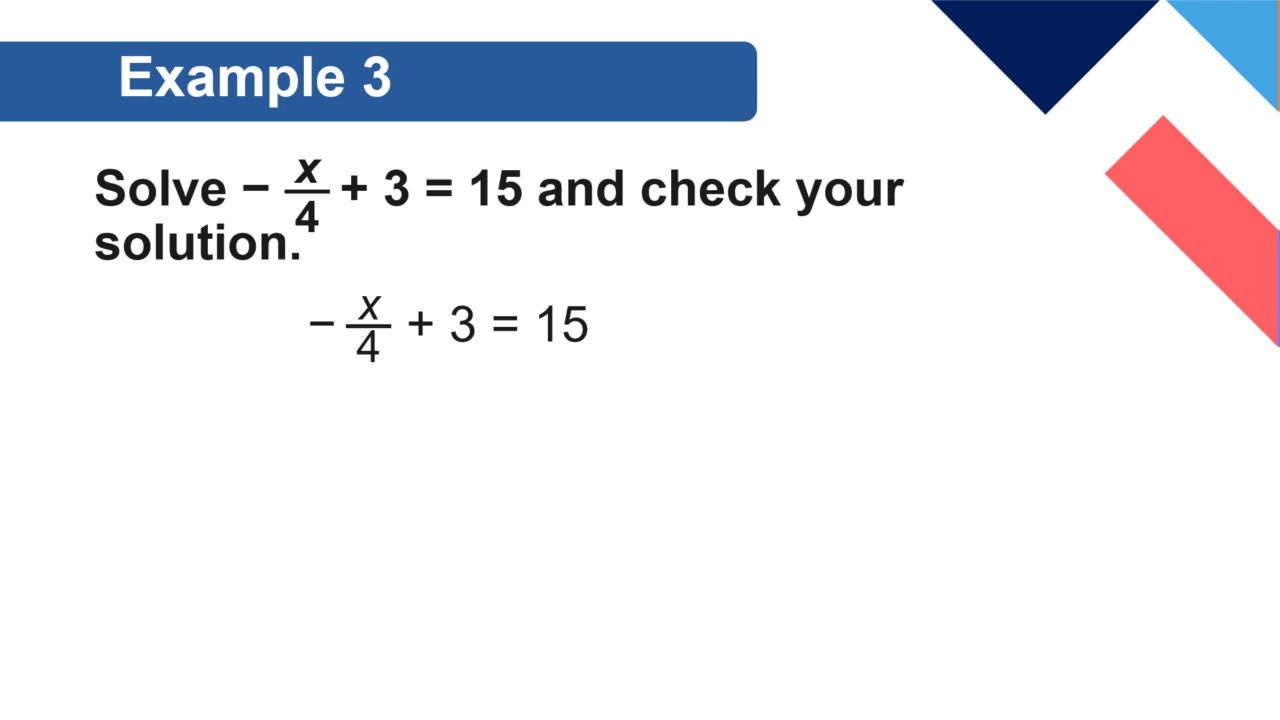 Example 3
Solve − x/4 + 3 = 15 and check your
solution.
− x/4 + 3 = 15